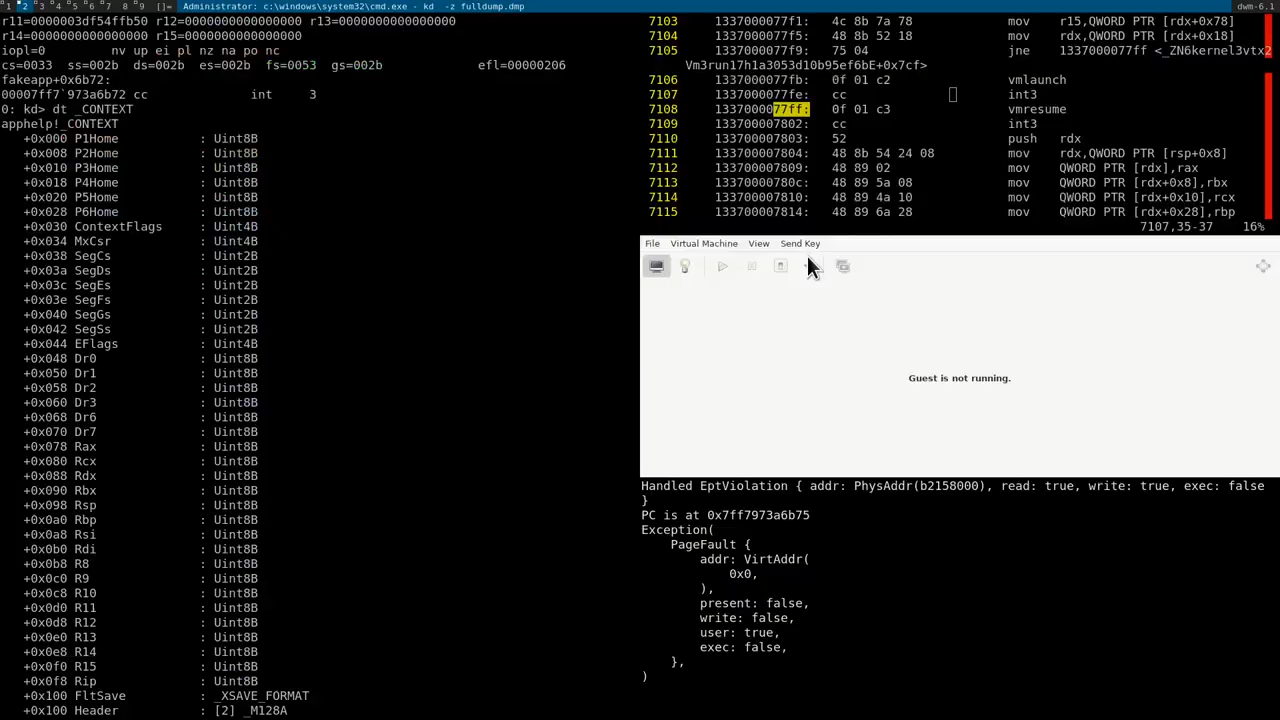 1 2 3 4 5 6 7 8 9 []= Administrator: c:\windows\system32\cmd.exe - kd -z fulldump.dmp dwm-6.1
r11=000003df54ffb50 r12=0000000000000000 r13=0000000000000000
r14=0000000000000000 r15=0000000000000000
iopl=0 nv up ei pl nz na po nc
cs=0033 ss=002b ds=002b es=002b fs=0053 gs=002b efl=00000206
fakeapp+0x6b72:
00007ff7`973a6b72 cc int 3
0: kd> dt _CONTEXT
apphelp!_CONTEXT
+0x000 P1Home : Uint8B
+0x008 P2Home : Uint8B
+0x010 P3Home : Uint8B
+0x018 P4Home : Uint8B
+0x020 P5Home : Uint8B
+0x028 P6Home : Uint8B
+0x030 ContextFlags : Uint4B
+0x034 MxCsr : Uint4B
+0x038 SegCs : Uint2B
+0x03a SegDs : Uint2B
+0x03c SegEs : Uint2B
+0x03e SegFs : Uint2B
+0x040 SegGs : Uint2B
+0x042 SegSs : Uint2B
+0x044 EFlags : Uint4B
+0x048 Dr0 : Uint8B
+0x050 Dr1 : Uint8B
+0x058 Dr2 : Uint8B
+0x060 Dr3 : Uint8B
+0x068 Dr6 : Uint8B
+0x070 Dr7 : Uint8B
+0x078 Rax : Uint8B
+0x080 Rcx : Uint8B
+0x088 Rdx : Uint8B
+0x090 Rbx : Uint8B
+0x098 Rsp : Uint8B
+0x0a0 Rbp : Uint8B
+0x0a8 Rsi : Uint8B
+0x0b0 Rdi : Uint8B
+0x0b8 R8 : Uint8B
+0x0c0 R9 : Uint8B
+0x0c8 R10 : Uint8B
+0x0d0 R11 : Uint8B
+0x0d8 R12 : Uint8B
+0x0e0 R13 : Uint8B
+0x0e8 R14 : Uint8B
+0x0f0 R15 : Uint8B
+0x0f8 Rip : Uint8B
+0x100 FltSave : _XSAVE_FORMAT
+0x100 Header : [2] _M128A
7103 1337000077f1: 4c 8b 7a 78 mov r15,QWORD PTR [rdx+0x78]
7104 1337000077f5: 48 8b 52 18 mov rdx,QWORD PTR [rdx+0x18]
7105 1337000077f9: 75 04 jne 1337000077ff <_ZN6kernel3vtx2
Vm3run17h1a3053d10b95ef6bE+0x7cf>
7106 1337000077fb: 0f 01 c2 vmlaunch
7107 1337000077fe: cc int3
7108 1337000077ff: 0f 01 c3 vmresume
7109 133700007802: cc int3
7110 133700007803: 52 push rdx
7111 133700007804: 48 8b 54 24 08 mov rdx,QWORD PTR [rsp+0x8]
7112 133700007809: 48 89 02 mov QWORD PTR [rdx],rax
7113 13370000780c: 48 89 5a 08 mov QWORD PTR [rdx+0x8],rbx
7114 133700007810: 48 89 4a 10 mov QWORD PTR [rdx+0x10],rcx
7115 133700007814: 48 89 6a 28 mov QWORD PTR [rdx+0x28],rbp
7107,35-37 16%
File Virtual Machine View Send Key
Guest is not running.
Handled EptViolation { addr: PhysAddr(b2158000), read: true, write: true, exec: false
}
PC is at 0x7ff7973a6b75
Exception(
PageFault {
addr: VirtAddr(
0x0,
),
present: false,
write: false,
user: true,
exec: false,
},
)